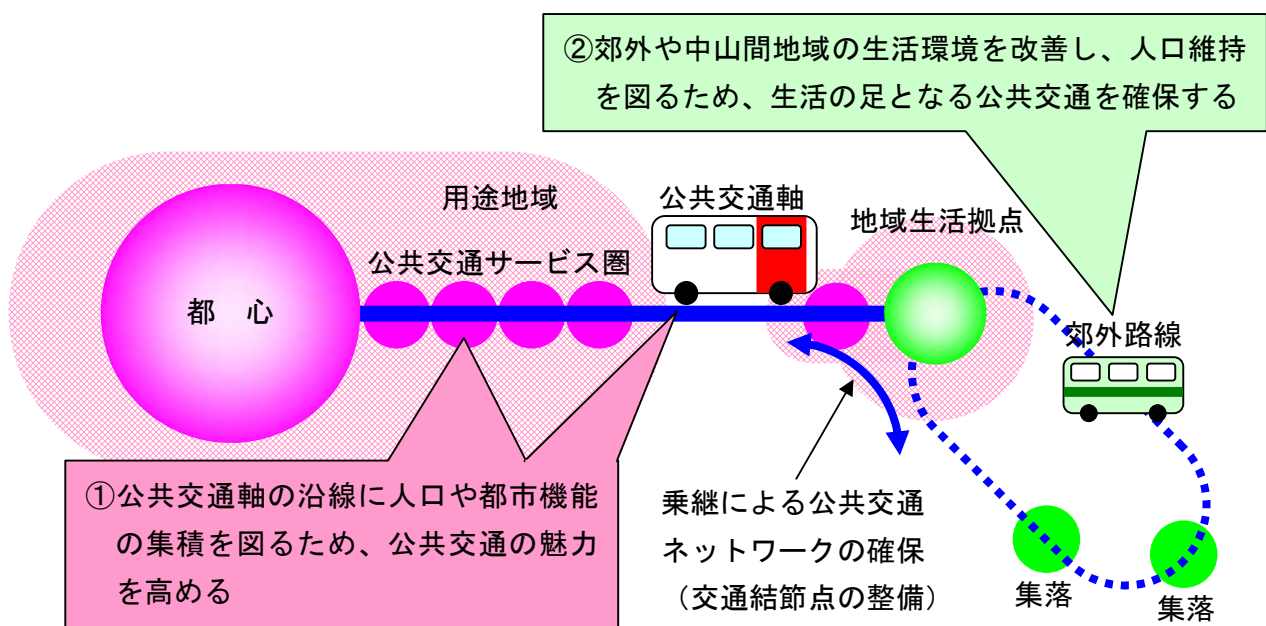 ②郊外や中山間地域の生活環境を改善し、人口維持
を図るため、生活の足となる公共交通を確保する
用途地域
公共交通軸
地域生活拠点
公共交通サービス圏
都　心
郊外路線
①公共交通軸の沿線に人口や都市機能
の集積を図るため、公共交通の魅力
を高める
乗継による公共交通
ネットワークの確保
（交通結節点の整備）
集落
集落